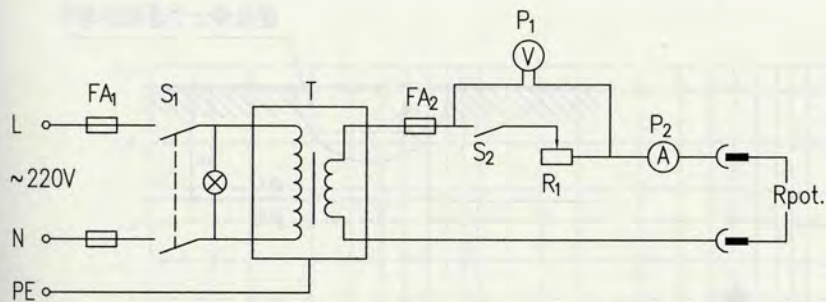 P₁
V
FA₁ S₁ T FA₂
L
P₂
S₂
A
~220V
R₁
Rpot.
N
PE